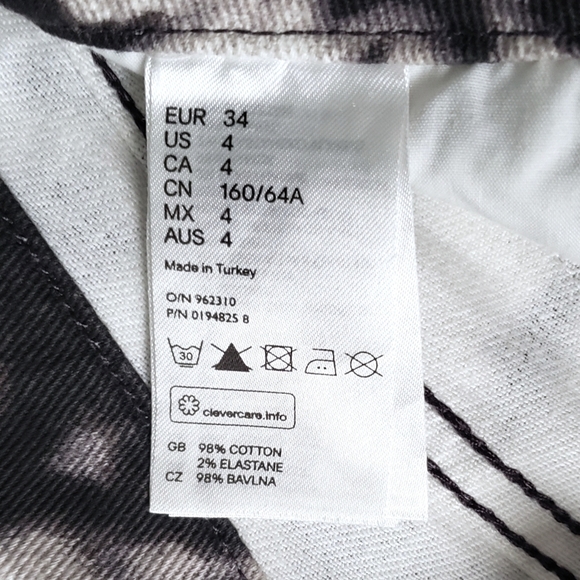 EUR 34
US 4
CA 4
CN 160/64A
MX 4
AUS 4
Made in Turkey
O/N 962310
P/N 0194825 8
30
clevercare.info
GB 98% COTTON
2% ELASTANE
CZ 98% BAVLNA